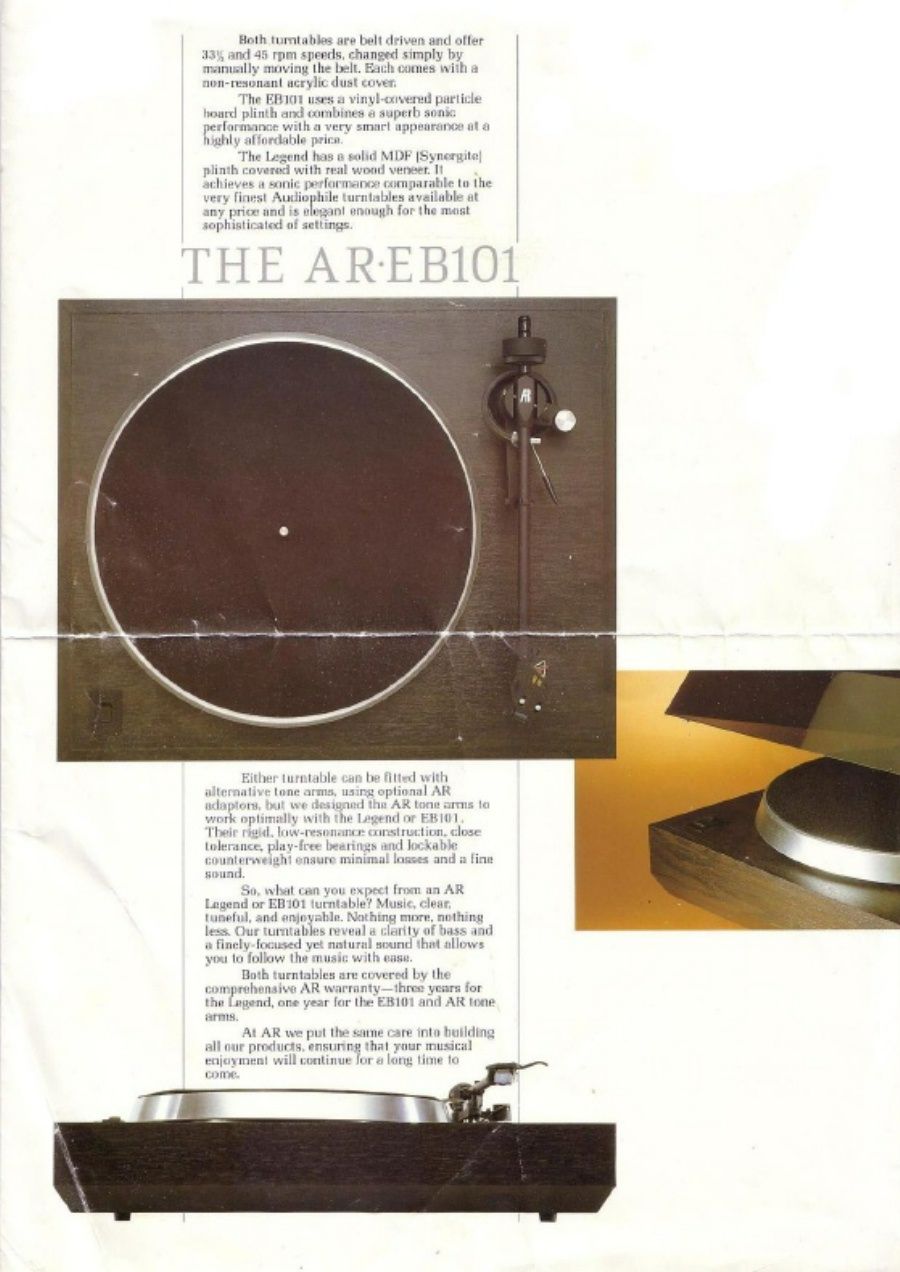 Both turntables are belt driven and offer
33⅓ and 45 rpm speeds, changed simply by
manually moving the belt. Each comes with a
non-resonant acrylic dust cover.
The EB101 uses a vinyl-covered particle
board plinth and combines a superb sonic
performance with a very smart appearance at a
highly affordable price.
The Legend has a solid MDF (Synergite)
plinth covered with real wood veneer. It
achieves a sonic performance comparable to the
very finest Audiophile turntables available at
any price and is elegant enough for the most
sophisticated of settings.
THE AR·EB101
AR
Either turntable can be fitted with
alternative tone arms, using optional AR
adaptors, but we designed the AR tone arms to
work optimally with the Legend or EB101.
Their rigid, low-resonance construction, close
tolerance, play-free bearings and lockable
counterweight ensure minimal losses and a fine
sound.
So, what can you expect from an AR
Legend or EB101 turntable? Music, clear,
tuneful, and enjoyable. Nothing more, nothing
less. Our turntables reveal a clarity of bass and
a finely-focused yet natural sound that allows
you to follow the music with ease.
Both turntables are covered by the
comprehensive AR warranty—three years for
the Legend, one year for the EB101 and AR tone
arms.
At AR we put the same care into building
all our products, ensuring that your musical
enjoyment will continue for a long time to
come.